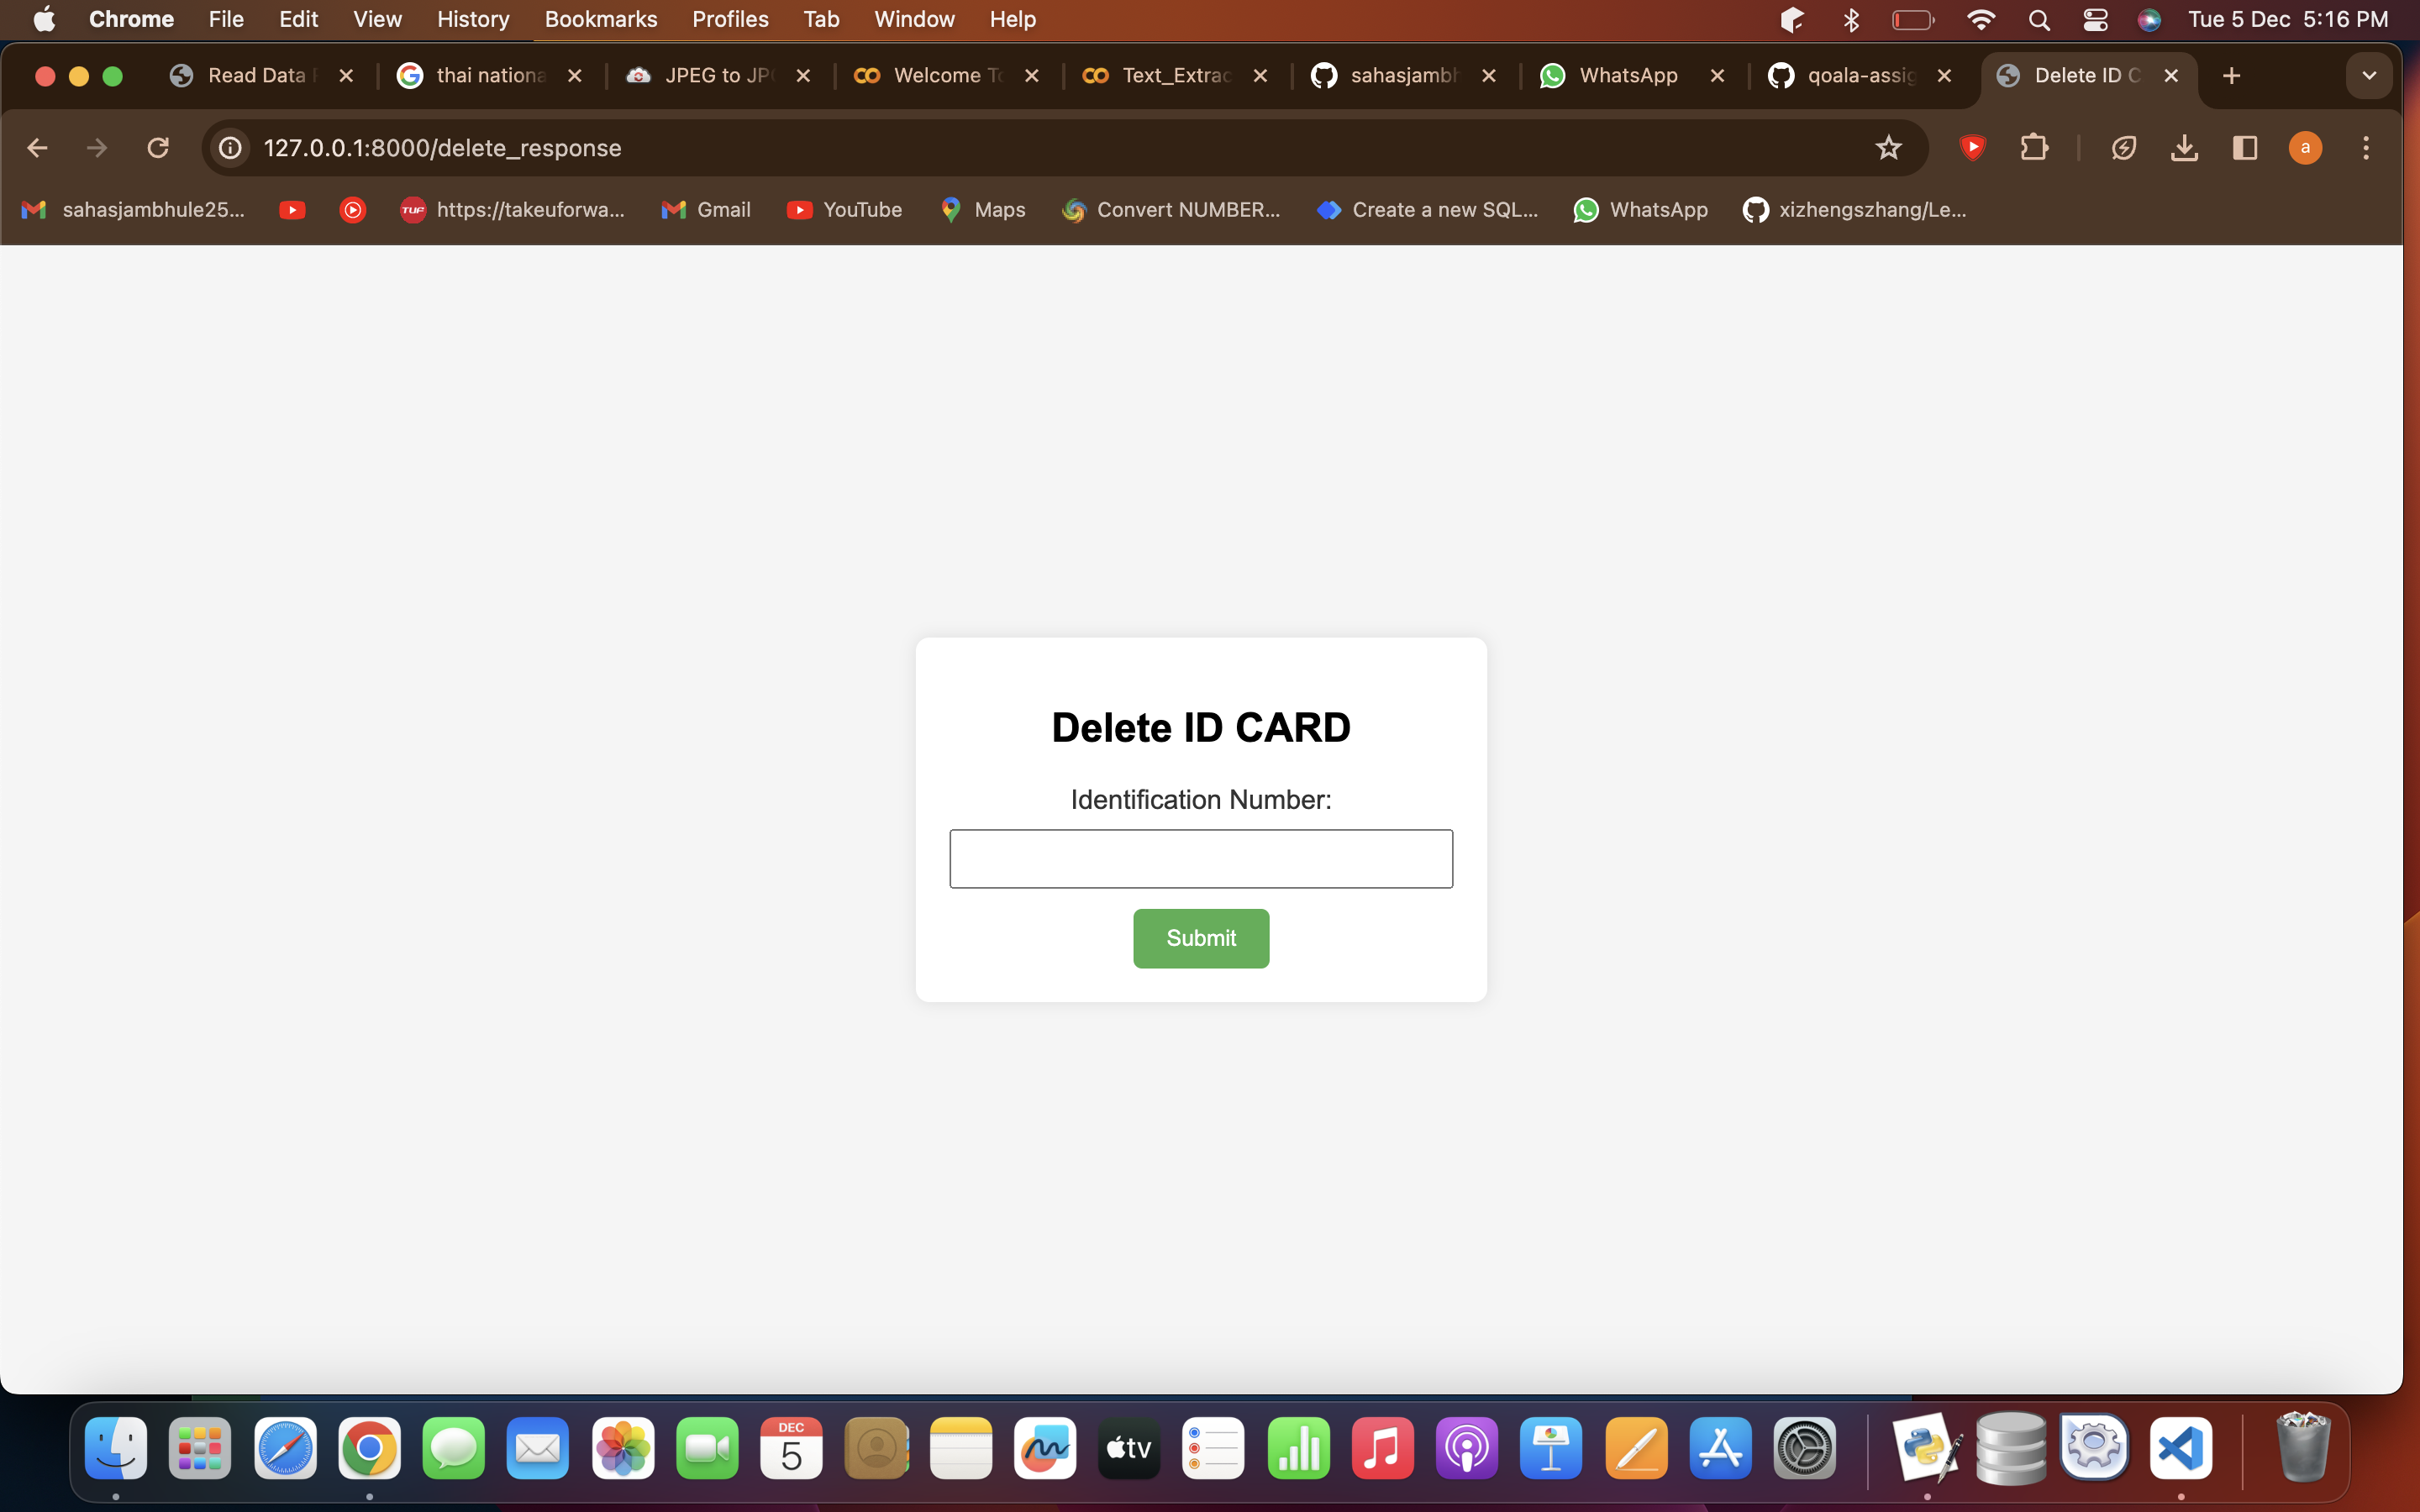 Chrome File Edit View History Bookmarks Profiles Tab Window Help Tue 5 Dec 5:16 PM
Read Data thai nationa JPEG to JP Welcome To Text_Extrac sahasjambh WhatsApp qoala-assig Delete ID C
127.0.0.1:8000/delete_response a
sahasjambhule25... TUF https://takeuforwa... Gmail YouTube Maps Convert NUMBER... Create a new SQL... WhatsApp xizhengszhang/Le...
Delete ID CARD
Identification Number:
Submit
DEC
5
tv